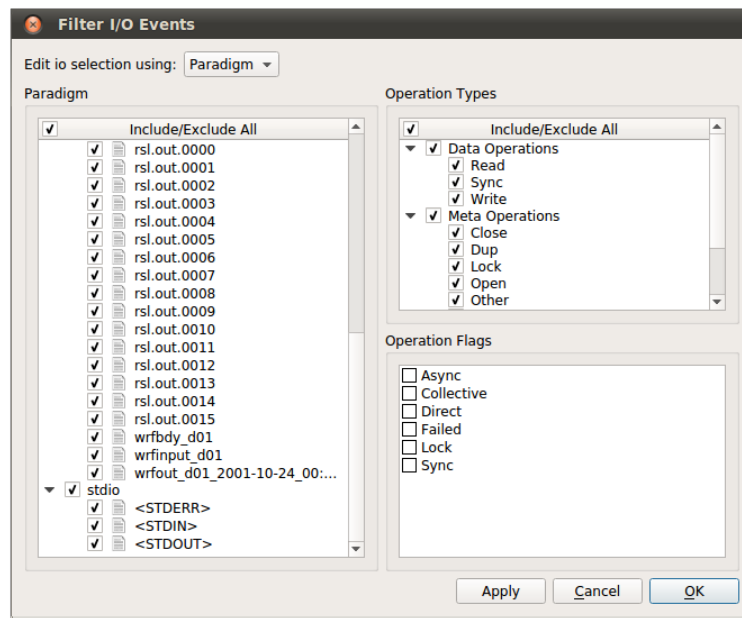 Filter I/O Events
Edit io selection using: Paradigm
Paradigm
Include/Exclude All
rsl.out.0000
rsl.out.0001
rsl.out.0002
rsl.out.0003
rsl.out.0004
rsl.out.0005
rsl.out.0006
rsl.out.0007
rsl.out.0008
rsl.out.0009
rsl.out.0010
rsl.out.0011
rsl.out.0012
rsl.out.0013
rsl.out.0014
rsl.out.0015
wrfbdy_d01
wrfinput_d01
wrfout_d01_2001-10-24_00:...
stdio
<STDERR>
<STDIN>
<STDOUT>
Operation Types
Include/Exclude All
Data Operations
Read
Sync
Write
Meta Operations
Close
Dup
Lock
Open
Other
Operation Flags
Async
Collective
Direct
Failed
Lock
Sync
Apply
Cancel
OK